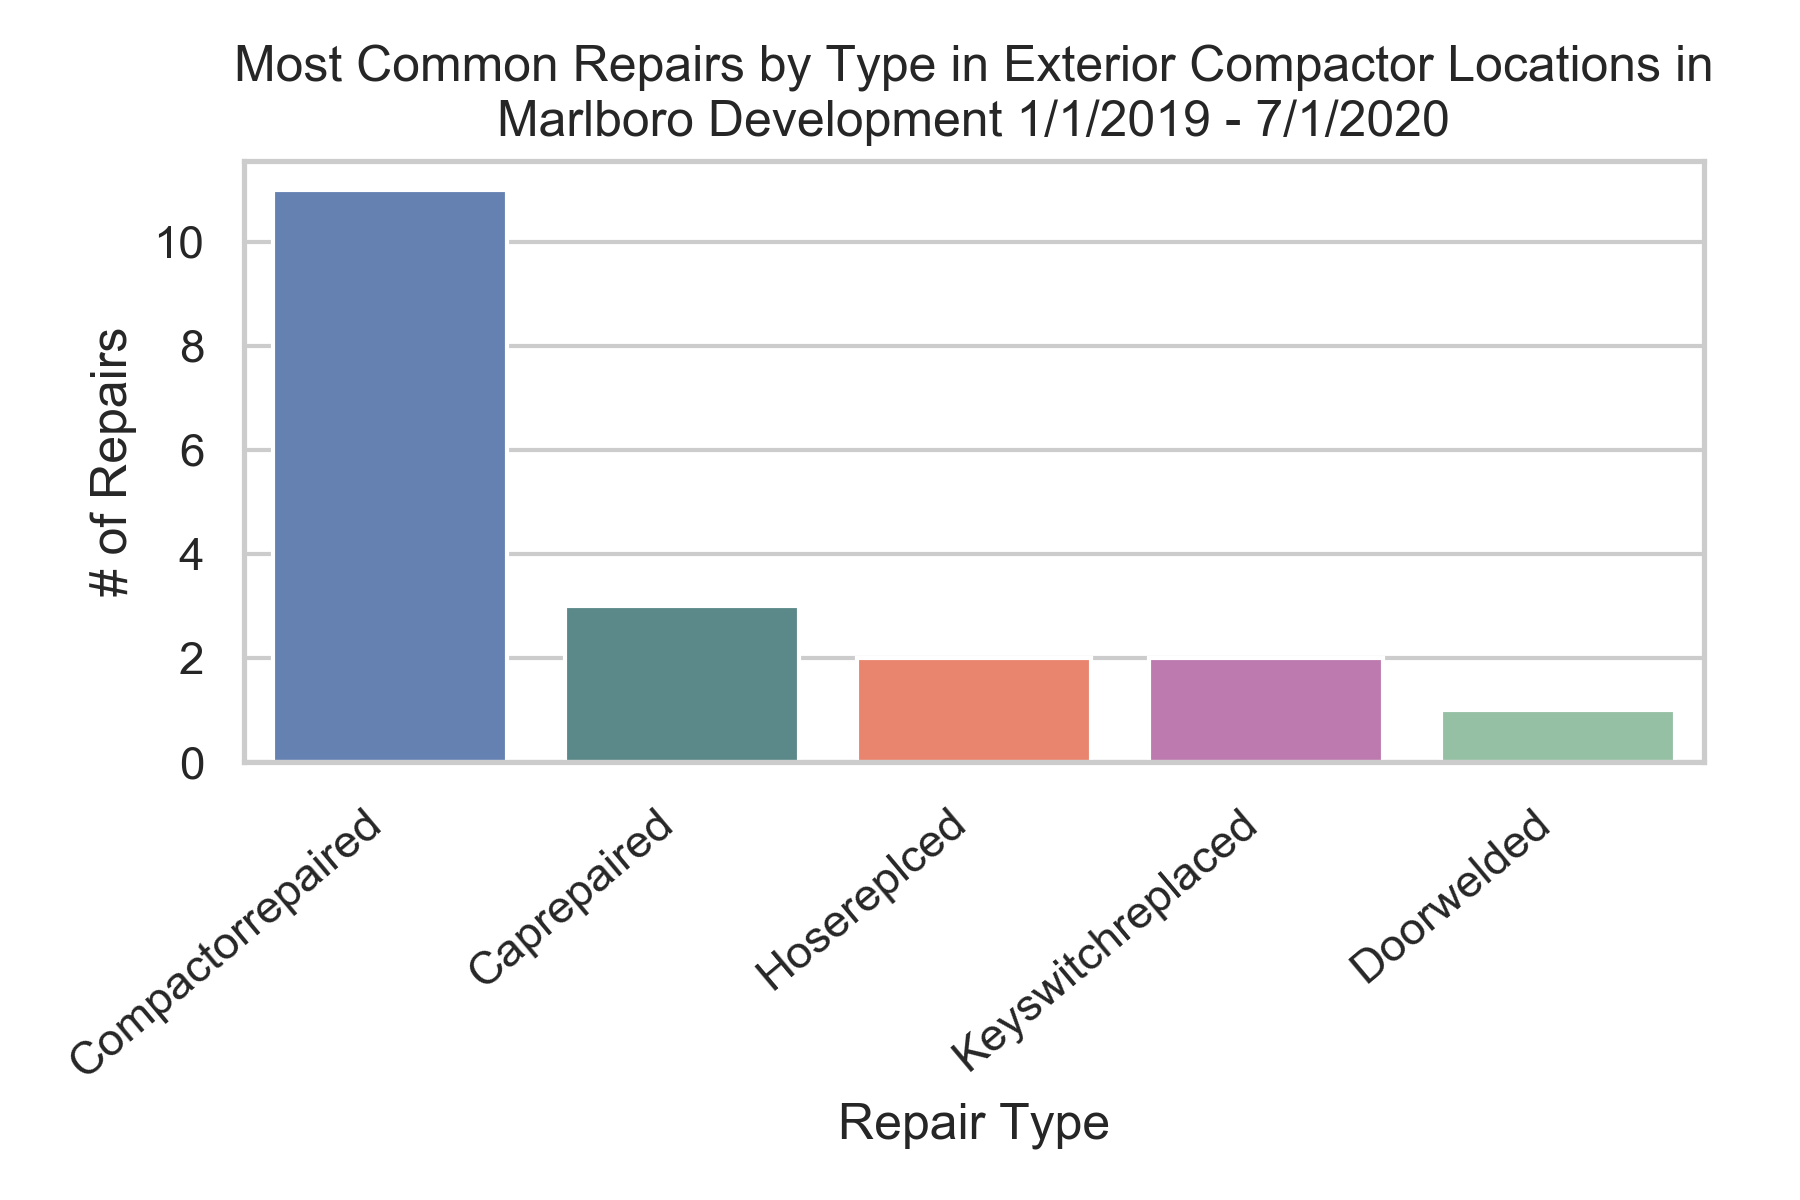 Most Common Repairs by Type in Exterior Compactor Locations in
Marlboro Development 1/1/2019 - 7/1/2020
# of Repairs
10
8
6
4
2
0
Compactorrepaired
Caprepaired
Hosereplced
Keyswitchreplaced
Doorwelded
Repair Type